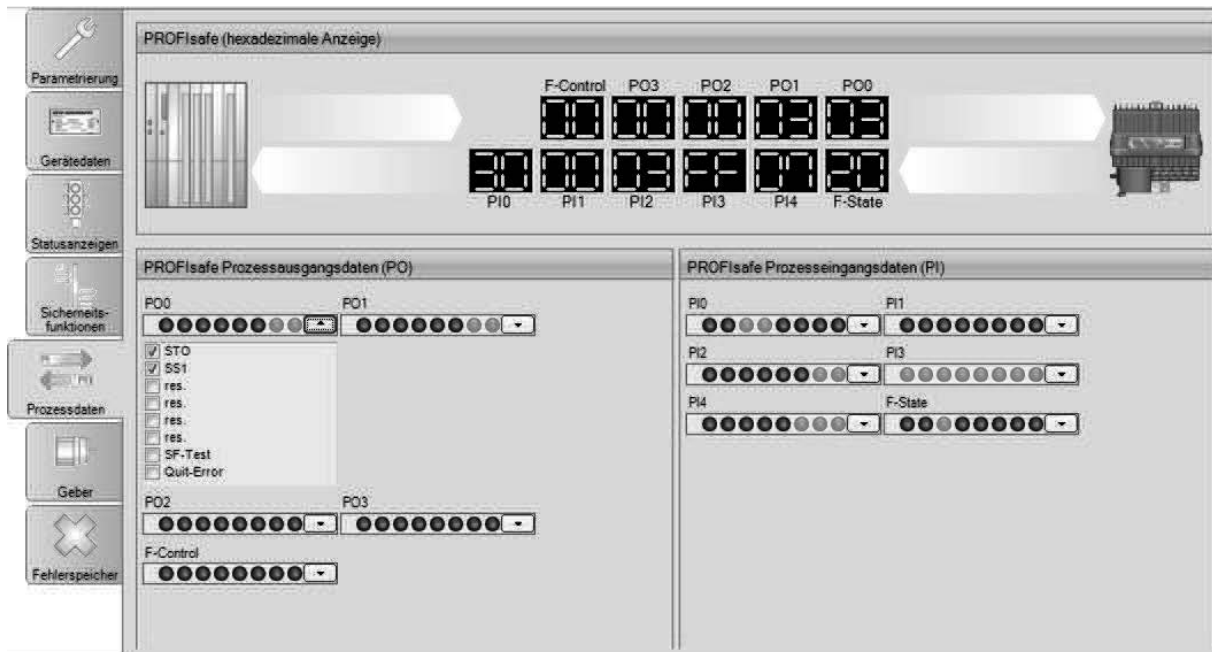 Parametrierung
Gerätedaten
Statusanzeigen
Sicherheits-
funktionen
Prozessdaten
Geber
Fehlerspeicher
PROFIsafe (hexadezimale Anzeige)
F-Control PO3 PO2 PO1 PO0
00 00 00 03 03
30 00 03 FF 07 20
PI0 PI1 PI2 PI3 PI4 F-State
PROFIsafe Prozessausgangsdaten (PO)
PO0 PO1
STO
SS1
res.
res.
res.
res.
SF-Test
Quit-Error
PO2 PO3
F-Control
PROFIsafe Prozesseingangsdaten (PI)
PI0 PI1
PI2 PI3
PI4 F-State